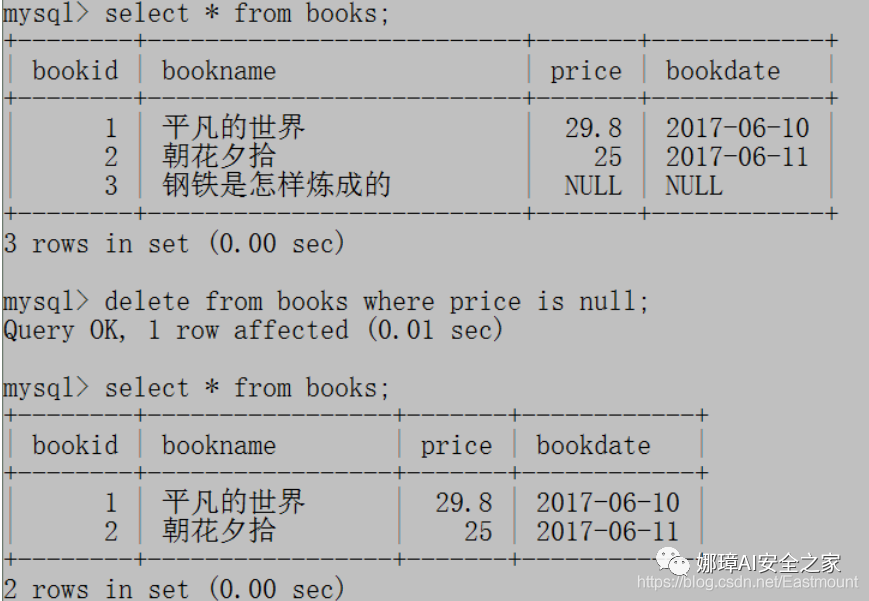 mysql> select * from books;
+--------+---------------------------+-------+------------+
| bookid | bookname                  | price | bookdate   |
+--------+---------------------------+-------+------------+
|      1 | 平凡的世界                |  29.8 | 2017-06-10 |
|      2 | 朝花夕拾                  |    25 | 2017-06-11 |
|      3 | 钢铁是怎样炼成的          |  NULL | NULL       |
+--------+---------------------------+-------+------------+
3 rows in set (0.00 sec)
mysql> delete from books where price is null;
Query OK, 1 row affected (0.01 sec)
mysql> select * from books;
+--------+-----------------+-------+------------+
| bookid | bookname        | price | bookdate   |
+--------+-----------------+-------+------------+
|      1 | 平凡的世界      |  29.8 | 2017-06-10 |
|      2 | 朝花夕拾        |    25 | 2017-06-11 |
+--------+-----------------+-------+------------+
2 rows in set (0.00 sec)
娜璋AI安全之家
https://blog.csdn.net/Eastmount